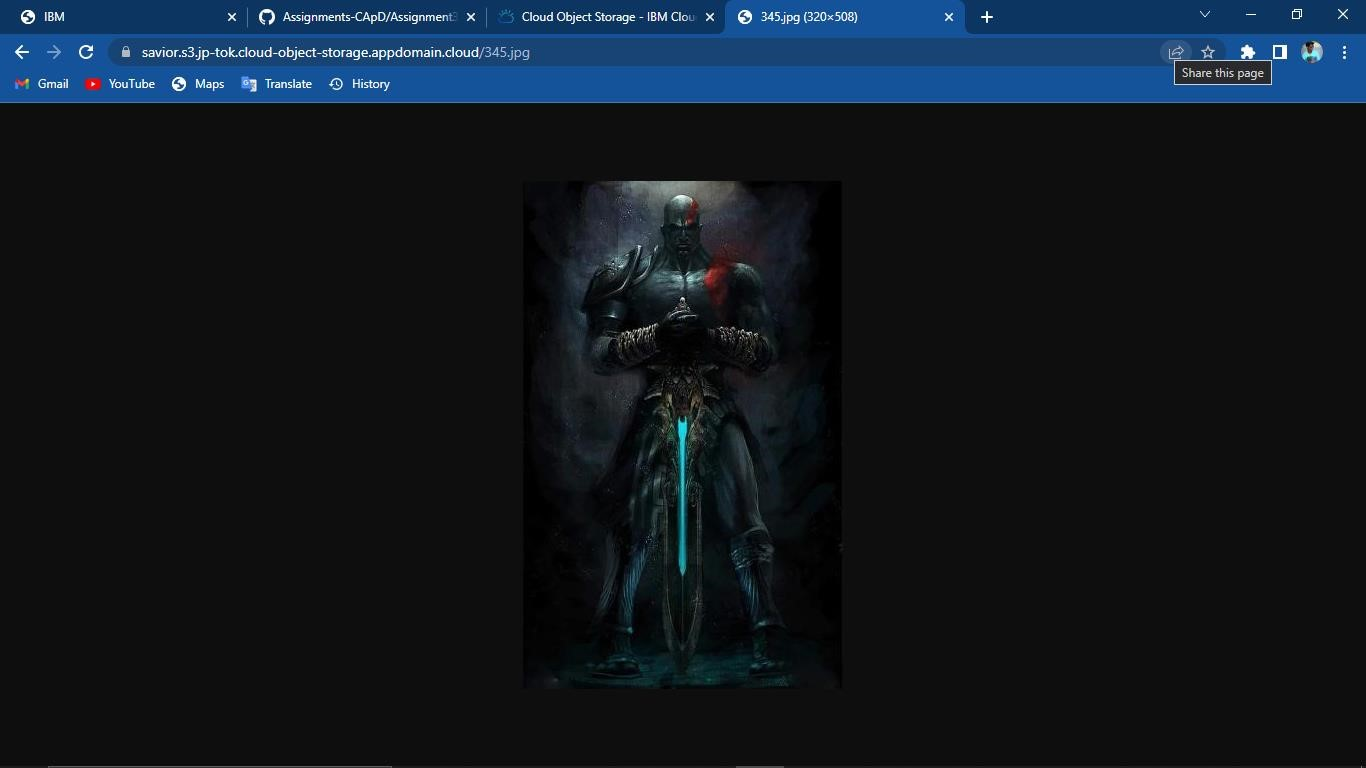 IBM
Assignments-CApD/Assignment3
Cloud Object Storage - IBM Clou
345.jpg (320×508)
savior.s3.jp-tok.cloud-object-storage.appdomain.cloud/345.jpg
Share this page
Gmail
YouTube
Maps
Translate
History